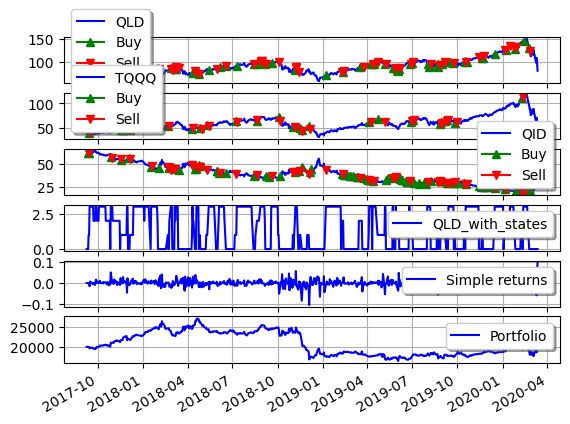 QLD
Buy
Sell
150
100
TQQQ
Buy
Sell
100
50
QID
Buy
Sell
50
25
QLD_with_states
2.5
0.0
Simple returns
0.1
0.0
−0.1
Portfolio
25000
20000
2017-10
2018-01
2018-04
2018-07
2018-10
2019-01
2019-04
2019-07
2019-10
2020-01
2020-04